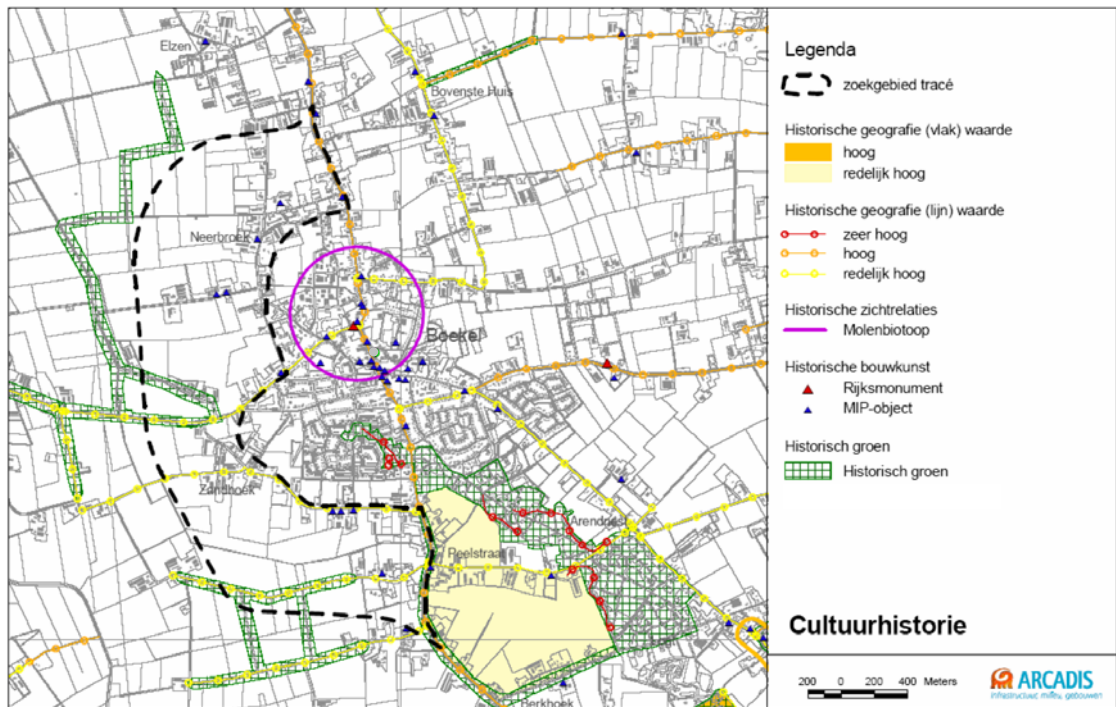 Elzen
Bovenste Huis
Neerbroek
Boekel
Zandhoek
Arendnest
Peelstraat
Berkhoek
Legenda
zoekgebied tracé
Historische geografie (vlak) waarde
hoog
redelijk hoog
Historische geografie (lijn) waarde
zeer hoog
hoog
redelijk hoog
Historische zichtrelaties
Molenbiotoop
Historische bouwkunst
Rijksmonument
MIP-object
Historisch groen
Historisch groen
Cultuurhistorie
200 0 200 400 Meters
ARCADIS
infrastructuur, milieu, gebouwen